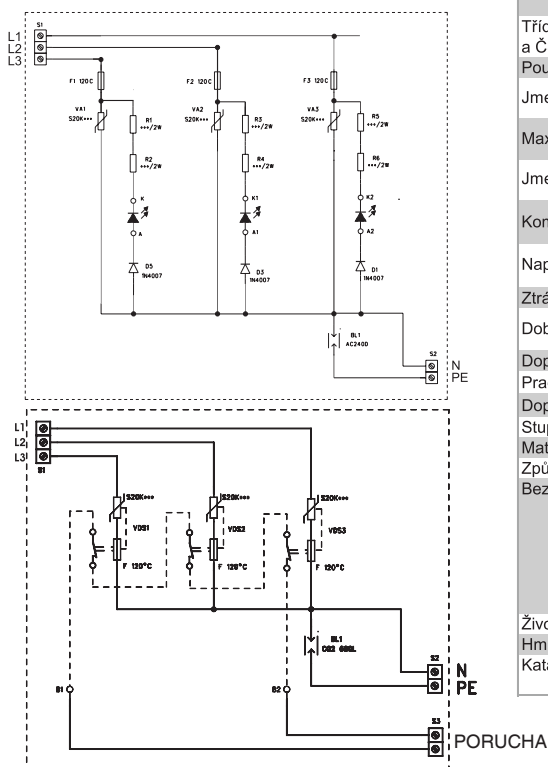 S1
L1
L2
L3
F1 120C
F2 120C
F3 120C
VA1
S20K***
VA2
S20K***
VA3
S20K***
R1
***/2W
R3
***/2W
R5
***/2W
R2
***/2W
R4
***/2W
R6
***/2W
K
K1
K2
A
A1
A2
D5
1N4007
D3
1N4007
D1
1N4007
BL1
AC240D
S2
N
PE
L1
L2
L3
S20K***
S20K***
S20K***
VDS1
VDS2
VDS3
F 120°C
F 120°C
F 120°C
BL1
S2
N
PE
B1
B2
S3
PORUCHA
Tříd
a Č
Pou
Jme
Max
Jme
Kon
Nap
Ztrá
Dob
Dop
Pra
Dop
Stup
Mat
Způ
Bez
Živo
Hm
Kata